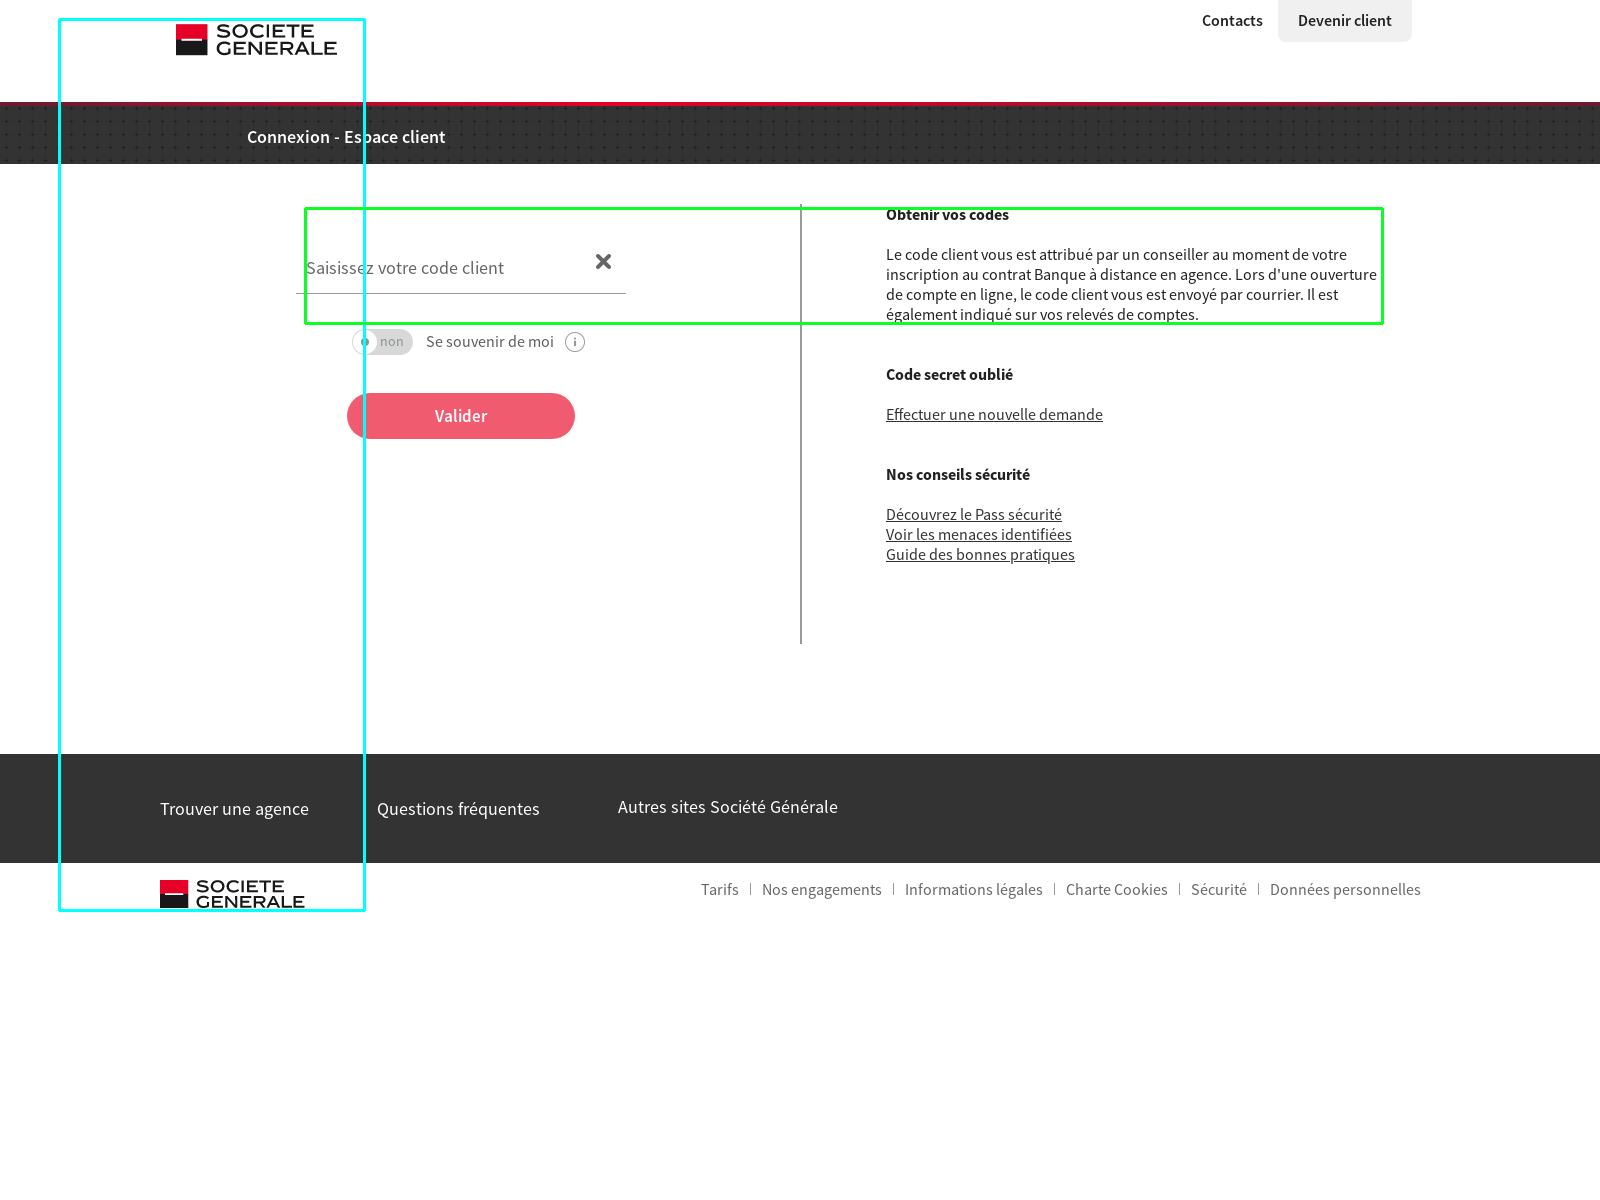 SOCIETE
GENERALE
Contacts
Devenir client
Connexion - Espace client
Saisissez votre code client
non
Se souvenir de moi
Valider
Obtenir vos codes
Le code client vous est attribué par un conseiller au moment de votre
inscription au contrat Banque à distance en agence. Lors d'une ouverture
de compte en ligne, le code client vous est envoyé par courrier. Il est
également indiqué sur vos relevés de comptes.
Code secret oublié
Effectuer une nouvelle demande
Nos conseils sécurité
Découvrez le Pass sécurité
Voir les menaces identifiées
Guide des bonnes pratiques
Trouver une agence
Questions fréquentes
Autres sites Société Générale
SOCIETE
GENERALE
Tarifs
Nos engagements
Informations légales
Charte Cookies
Sécurité
Données personnelles